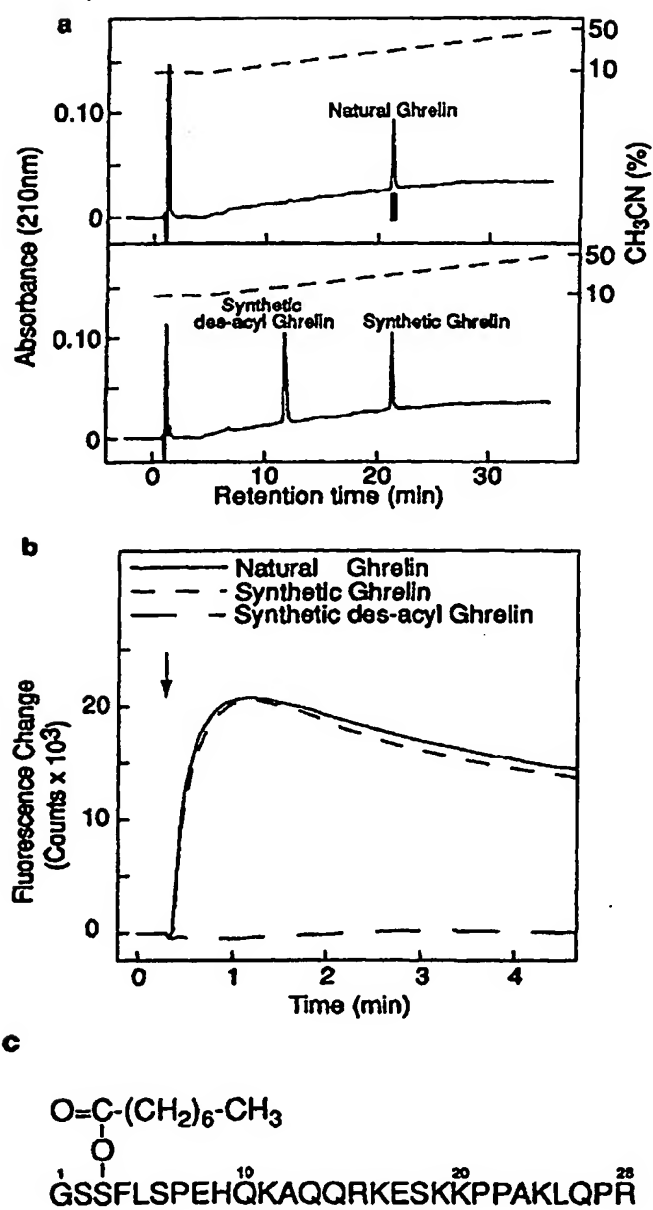 a
50
10
0.10
0
Natural Ghrelin
50
10
0.10
0
Synthetic
des-acyl Ghrelin
Synthetic Ghrelin
Absorbance (210nm)
CH3CN (%)
0 10 20 30
Retention time (min)
b
Natural Ghrelin
Synthetic Ghrelin
Synthetic des-acyl Ghrelin
20
10
0
Fluorescence Change
(Counts x 10³)
0 1 2 3 4
Time (min)
c
O=C-(CH2)6-CH3
O
1 10 20 28
GSSFLSPEHQKAQQRKESKKPPAKLQPR